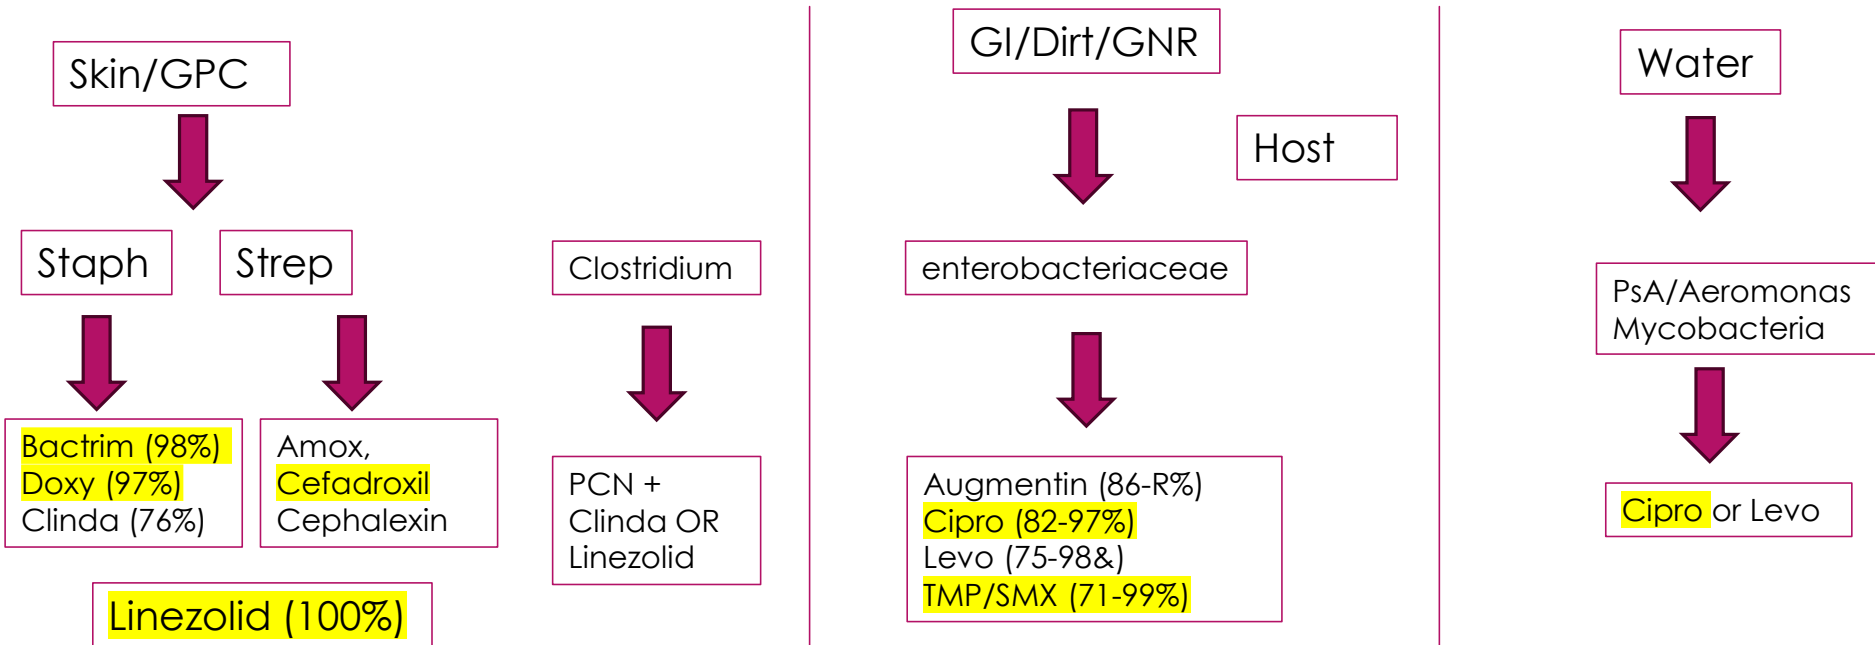 Skin/GPC
Staph
Strep
Clostridium
Bactrim (98%)
Doxy (97%)
Clinda (76%)
Amox,
Cefadroxil
Cephalexin
PCN +
Clinda OR
Linezolid
Linezolid (100%)
GI/Dirt/GNR
Host
enterobacteriaceae
Augmentin (86-R%)
Cipro (82-97%)
Levo (75-98&)
TMP/SMX (71-99%)
Water
PsA/Aeromonas
Mycobacteria
Cipro or Levo